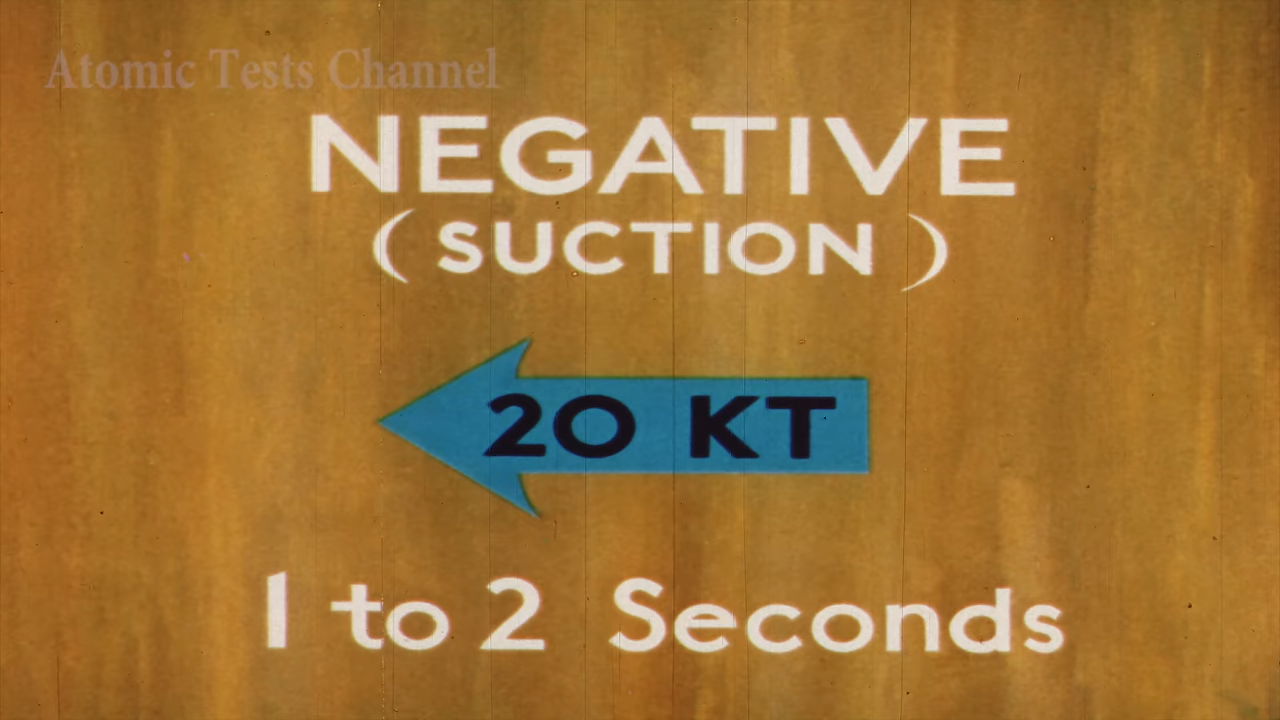 Atomic Tests Channel
NEGATIVE
( SUCTION )
20 KT
1 to 2 Seconds